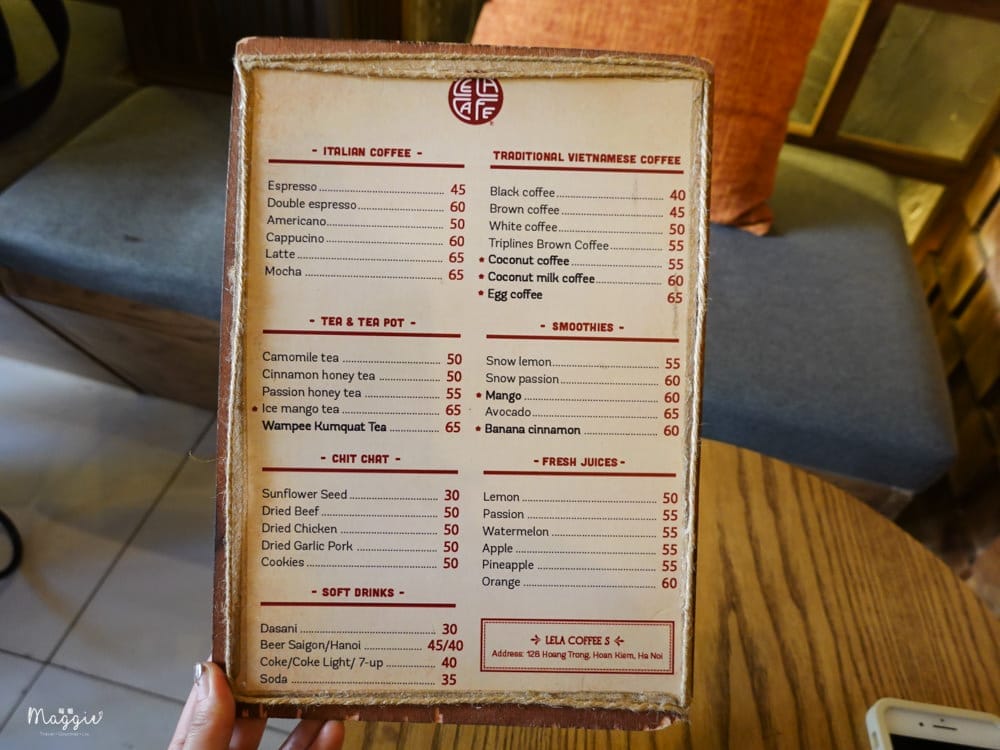 LE LA
CAFE
- ITALIAN COFFEE -
Espresso 45
Double espresso 60
Americano 50
Cappucino 60
Latte 65
Mocha 65
TRADITIONAL VIETNAMESE COFFEE
Black coffee 40
Brown coffee 45
White coffee 50
Triplines Brown Coffee 55
Coconut coffee 55
Coconut milk coffee 60
Egg coffee 65
- TEA & TEA POT -
Camomile tea 50
Cinnamon honey tea 50
Passion honey tea 55
Ice mango tea 65
Wampee Kumquat Tea 65
- SMOOTHIES -
Snow lemon 55
Snow passion 60
Mango 60
Avocado 65
Banana cinnamon 60
- CHIT CHAT -
Sunflower Seed 30
Dried Beef 50
Dried Chicken 50
Dried Garlic Pork 50
Cookies 50
- FRESH JUICES -
Lemon 50
Passion 55
Watermelon 55
Apple 55
Pineapple 55
Orange 60
- SOFT DRINKS -
Dasani 30
Beer Saigon/Hanoi 45/40
Coke/Coke Light/ 7-up 40
Soda 35
LELA COFFEE 5
Address: 128 Hoang Trong, Hoan Kiem, Ha Noi
Maggie